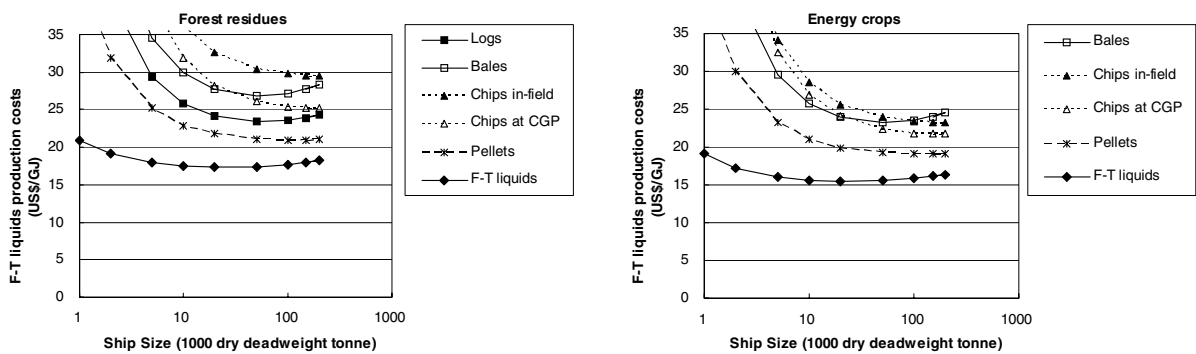 Forest residues
F-T liquids production costs
(US$/GJ)
35
30
25
20
15
10
5
0
1
10
100
1000
Ship Size (1000 dry deadweight tonne)
Logs
Bales
Chips in-field
Chips at CGP
Pellets
F-T liquids
Energy crops
F-T liquids production costs
(US$/GJ)
35
30
25
20
15
10
5
0
1
10
100
1000
Ship Size (1000 dry deadweight tonne)
Bales
Chips in-field
Chips at CGP
Pellets
F-T liquids